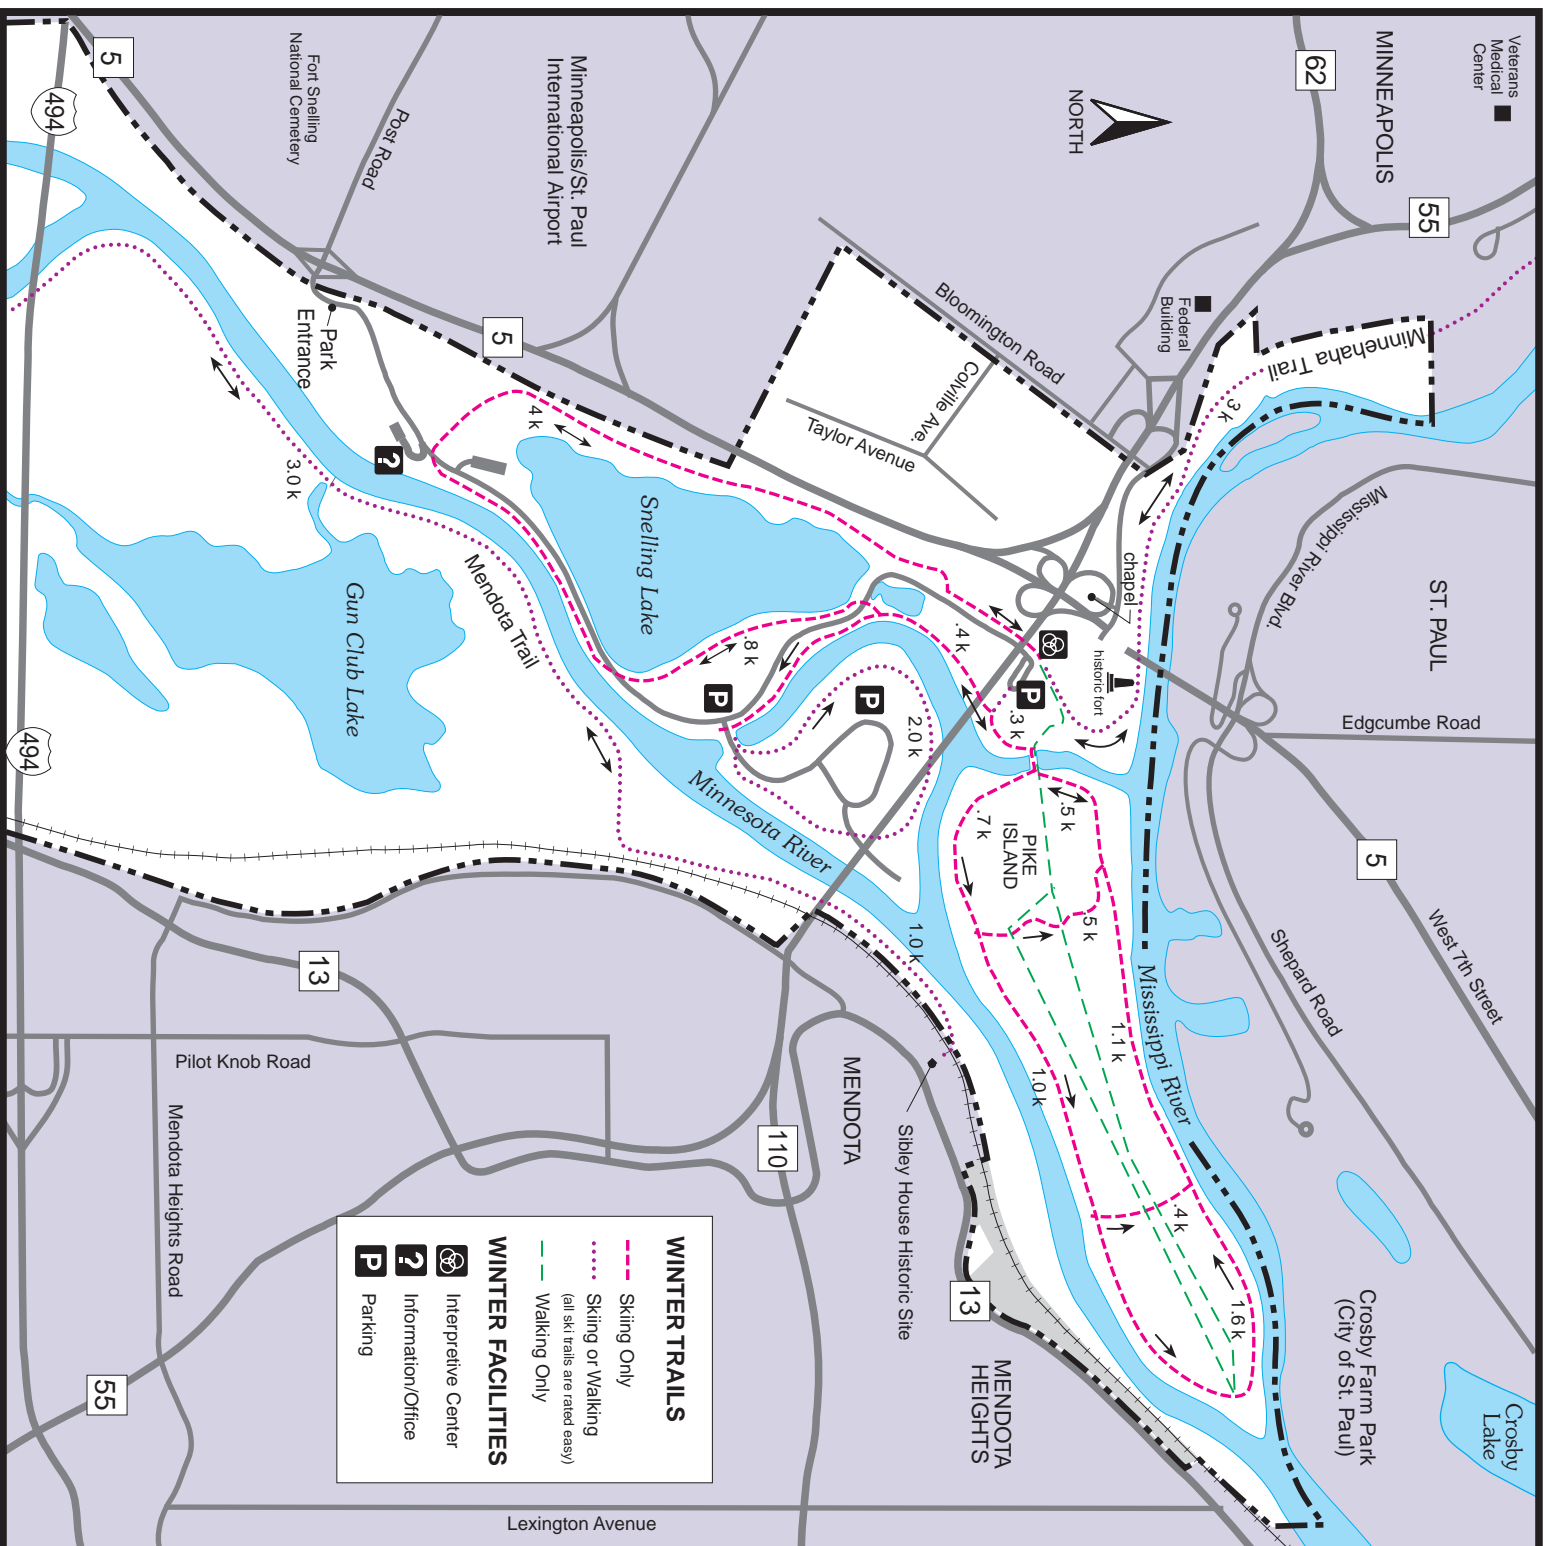 Veterans
Medical
Center
MINNEAPOLIS
62
55
NORTH
Federal
Building
Minnehaha Trail
.3 k
Mississippi River Blvd.
ST. PAUL
Edgcumbe Road
5
West 7th Street
Shepard Road
Crosby Farm Park
(City of St. Paul)
Crosby
Lake
Bloomington Road
Colville Ave.
Taylor Avenue
Minneapolis/St. Paul
International Airport
Post Road
Fort Snelling
National Cemetery
5
494
5
Park
Entrance
?
.4 k
Snelling Lake
chapel
historic fort
P
.4 k
.3 k
.8 k
P
P
2.0 k
3.0 k
Mendota Trail
Gun Club Lake
494
Minnesota River
PIKE
ISLAND
.5 k
.7 k
.5 k
1.1 k
1.0 k
.4 k
1.6 k
Mississippi River
1.0 k
MENDOTA
Sibley House Historic Site
13
MENDOTA
HEIGHTS
110
13
Pilot Knob Road
Mendota Heights Road
55
Lexington Avenue
WINTER TRAILS
Skiing Only
Skiing or Walking
(all ski trails are rated easy)
Walking Only
WINTER FACILITIES
Interpretive Center
? Information/Office
P Parking